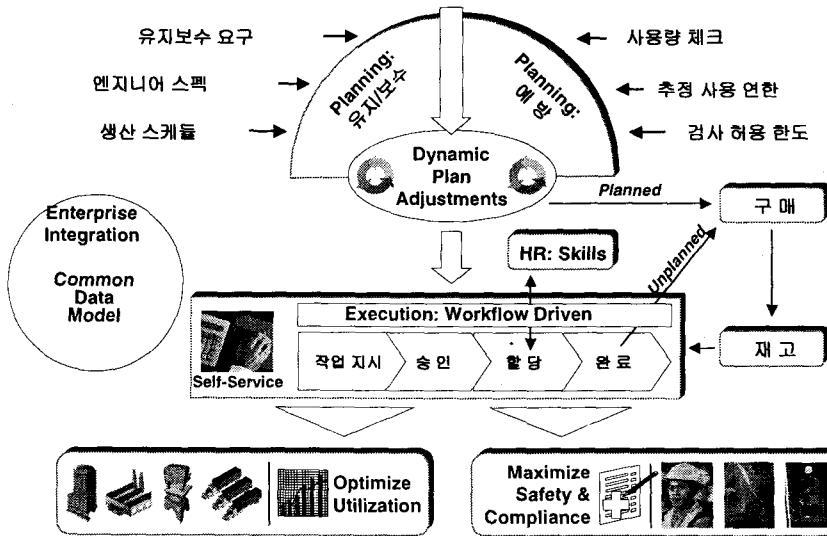 유지보수 요구
엔지니어 스펙
생산 스케듈
Planning:
유지/보수
Planning:
예 방
사용량 체크
추정 사용 연한
검사 허용 한도
Dynamic
Plan
Adjustments
Planned
구 매
Enterprise
Integration
Common
Data
Model
HR: Skills
Unplanned
Execution: Workflow Driven
Self-Service
작업 지시
승 인
할 당
완 료
재 고
Optimize
Utilization
Maximize
Safety &
Compliance